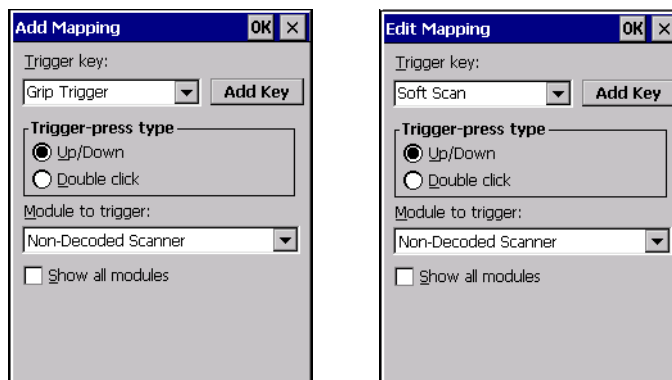 Add Mapping OK
Trigger key:
Grip Trigger Add Key
Trigger-press type
Up/Down
Double click
Module to trigger:
Non-Decoded Scanner
Show all modules
Edit Mapping OK
Trigger key:
Soft Scan Add Key
Trigger-press type
Up/Down
Double click
Module to trigger:
Non-Decoded Scanner
Show all modules